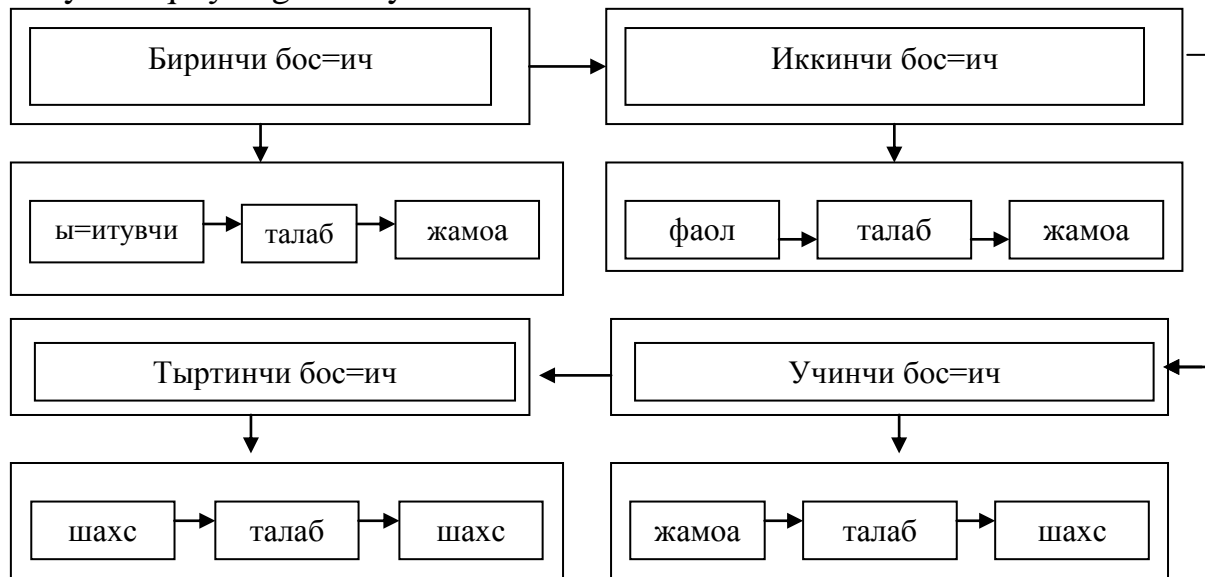 Биринчи бос=ич
Иккинчи бос=ич
ы=итувчи
талаб
жамоа
фаол
талаб
жамоа
Тыртинчи бос=ич
Учинчи бос=ич
шахс
талаб
шахс
жамоа
талаб
шахс